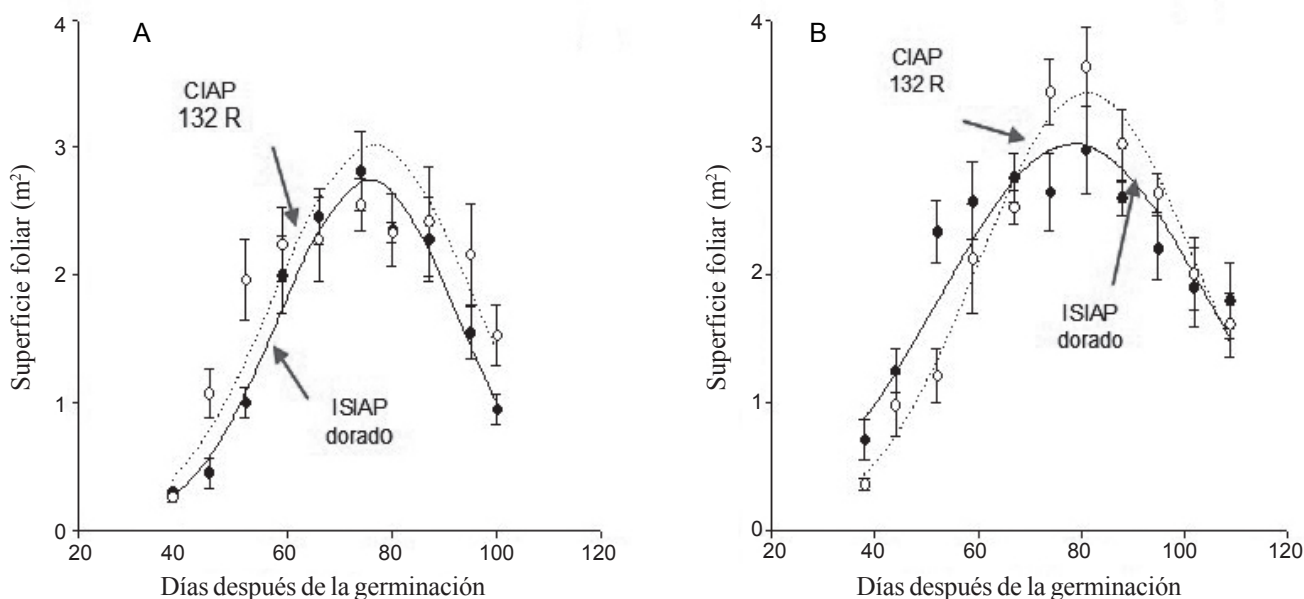 A
Superficie foliar (m²)
4
3
2
1
0
20
40
60
80
100
120
Días después de la germinación
CIAP
132 R
ISIAP
dorado
B
Superficie foliar (m²)
4
3
2
1
0
20
40
60
80
100
120
Días después de la germinación
CIAP
132 R
ISIAP
dorado